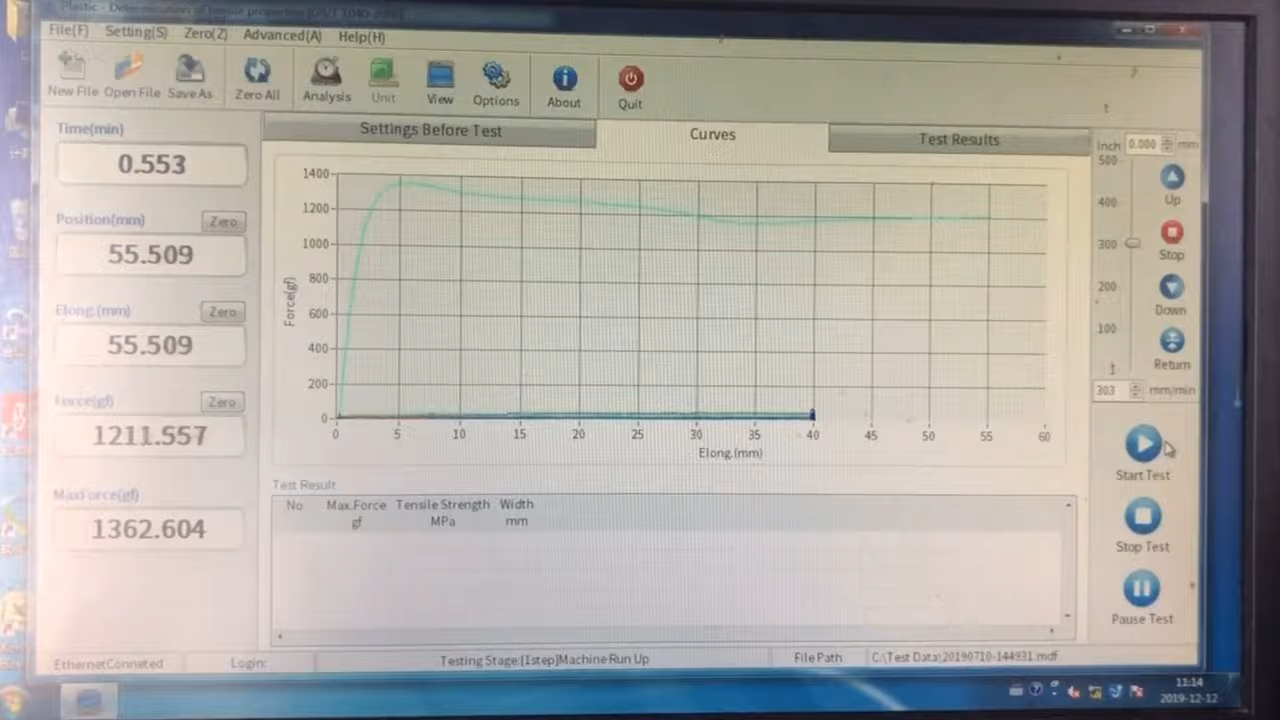 Plastic - Determination of tensile properties
File(F) Setting(S) Zero(Z) Advanced(A) Help(H)
New File Open File Save As Zero All Analysis Unit View Options About Quit
Time(min)
0.553
Position(mm) Zero
55.509
Elong.(mm) Zero
55.509
Force(gf) Zero
1211.557
MaxForce(gf)
1362.604
Settings Before Test Curves Test Results
1400
1200
1000
800
600
400
200
0
Force(gf)
0 5 10 15 20 25 30 35 40 45 50 55 60
Elong.(mm)
Test Result
No Max.Force Tensile Strength Width
gf MPa mm
Inch 0.000 mm
500
400
300
200
100
303 mm/min
Up
Stop
Down
Return
Start Test
Stop Test
Pause Test
EthernetConneted Login: Testing Stage:[1step]Machine Run Up File Path C:\Test Data\20190710-144931.mdf
11:14
2019-12-12